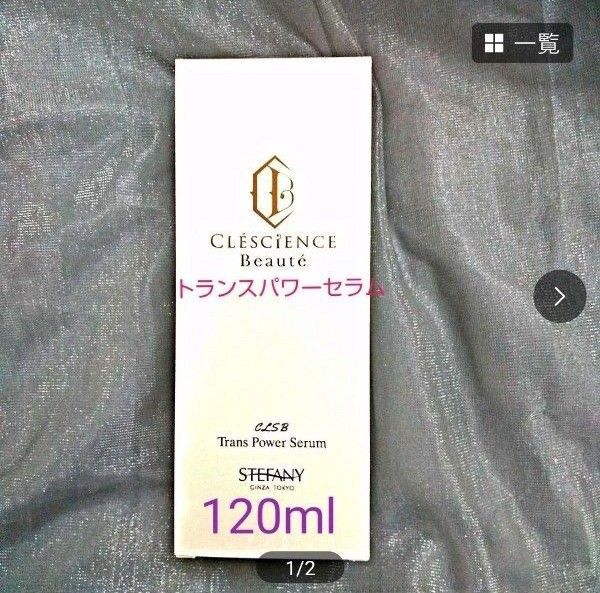 一覧
CLÉSCIENCE
Beauté
トランスパワーセラム
CLSB
Trans Power Serum
STEFANY
GINZA TOKYO
120ml
1/2